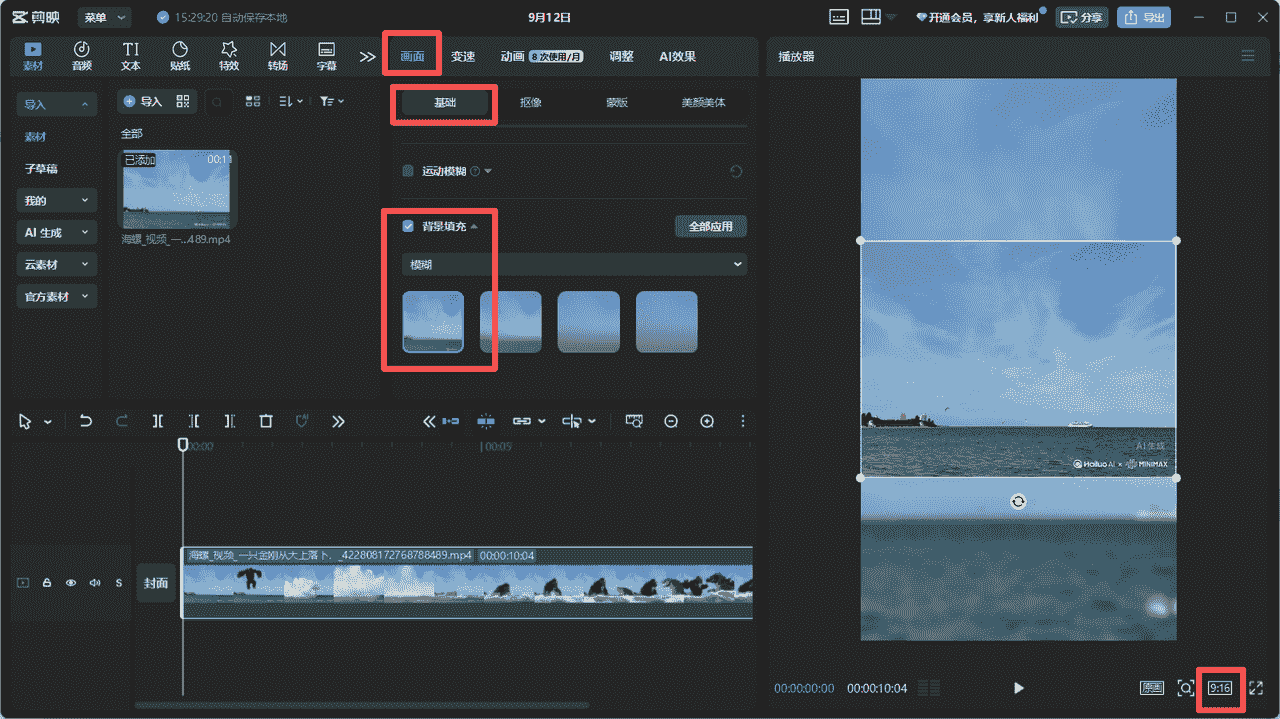 剪映
菜单
15:29:20 自动保存本地
9月12日
开通会员，享新人福利
分享
导出
素材
音频
文本
贴纸
特效
转场
字幕
画面
变速
动画
8 次使用/月
调整
AI效果
播放器
导入
素材
子草稿
我的
AI 生成
云素材
官方素材
导入
全部
已添加
00:11
海螺_视频_一...489.mp4
基础
抠像
蒙版
美颜美体
运动模糊
背景填充
全部应用
模糊
AI 生成
Hailuo AI × MINIMAX
00:00
00:05
S
封面
海螺_视频_一只金刚从天上落下，_422808172768788489.mp4
00:00:10:04
00:00:00:00
00:00:10:04
原画
9:16